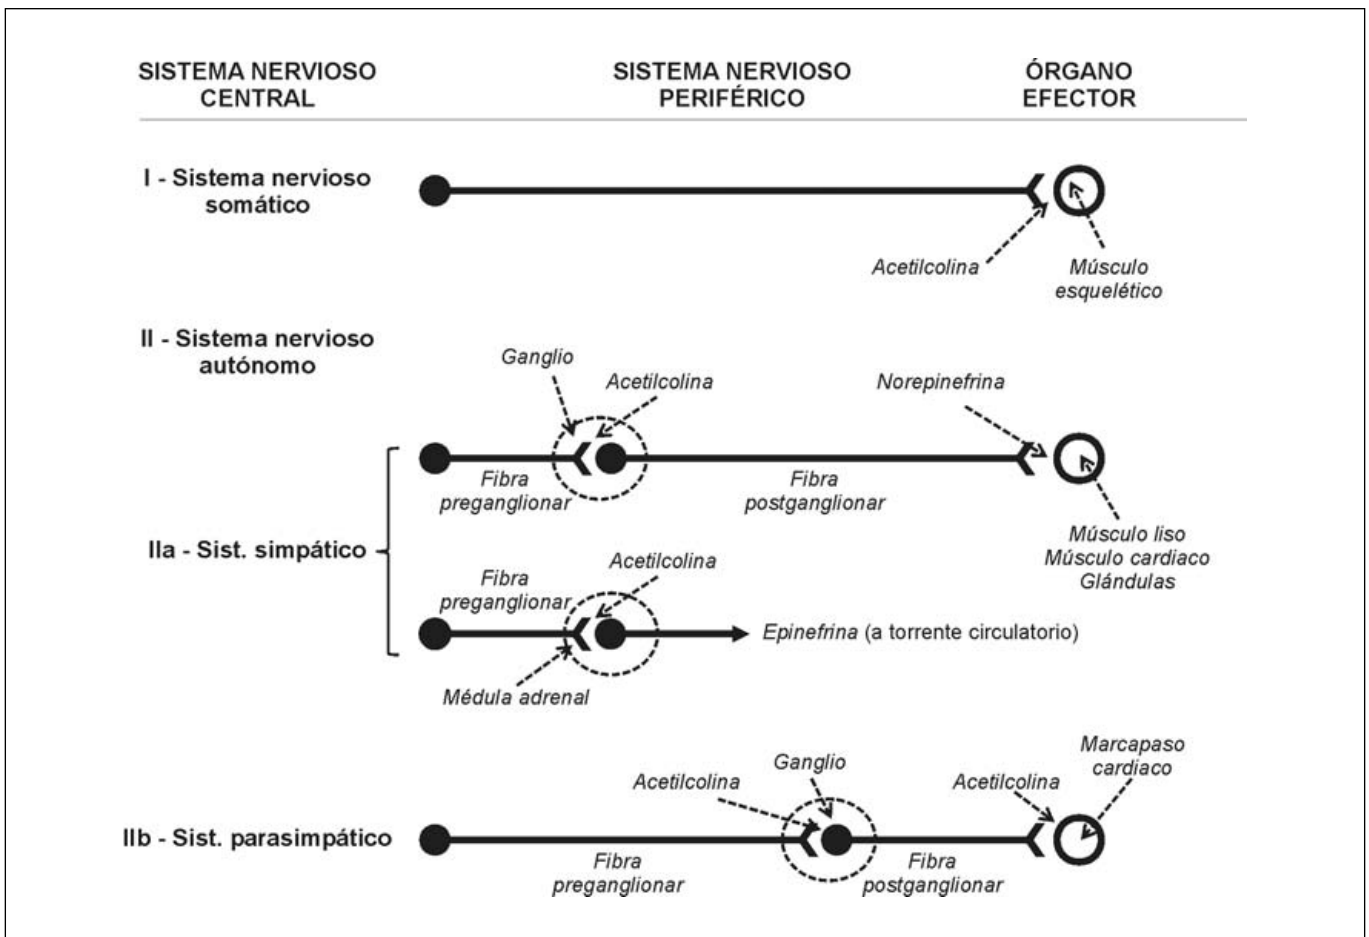 SISTEMA NERVIOSO
CENTRAL
SISTEMA NERVIOSO
PERIFÉRICO
ÓRGANO
EFECTOR
I - Sistema nervioso
somático
Acetilcolina
Músculo
esquelético
II - Sistema nervioso
autónomo
Ganglio
Acetilcolina
Norepinefrina
Fibra
preganglionar
Fibra
postganglionar
Músculo liso
Músculo cardiaco
Glándulas
IIa - Sist. simpático
Fibra
preganglionar
Acetilcolina
Epinefrina (a torrente circulatorio)
Médula adrenal
IIb - Sist. parasimpático
Acetilcolina
Ganglio
Acetilcolina
Marcapaso
cardiaco
Fibra
preganglionar
Fibra
postganglionar